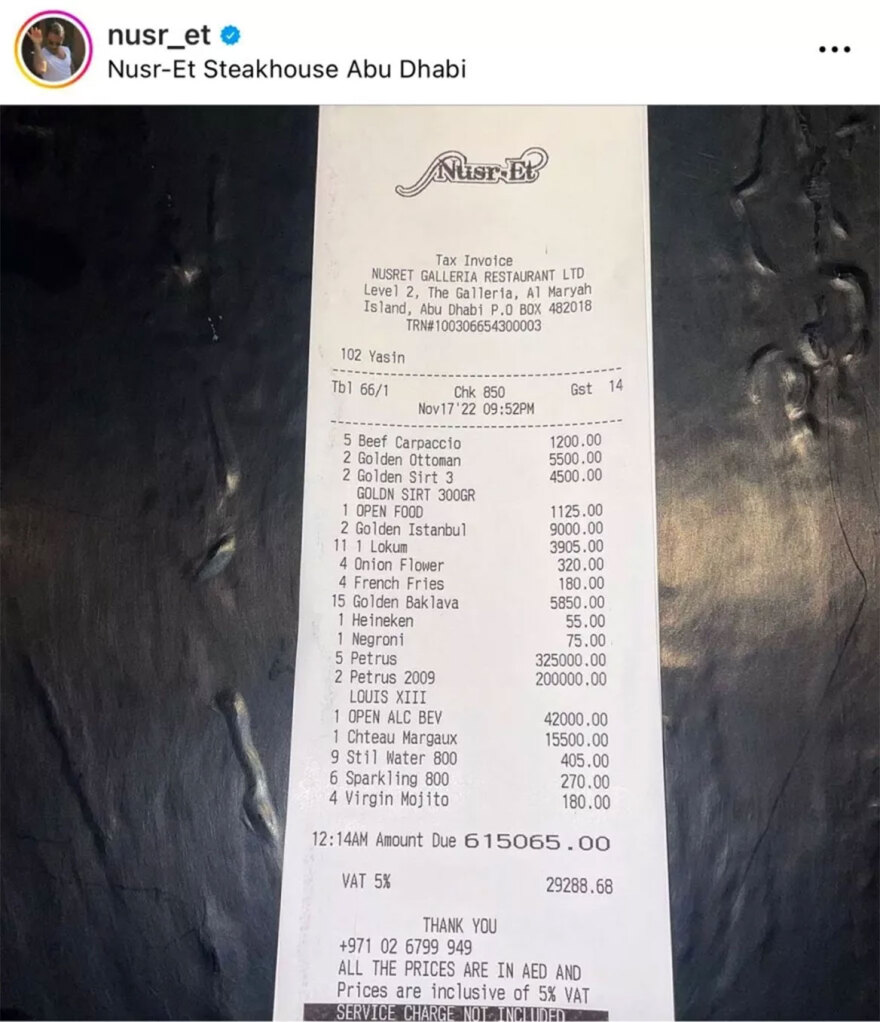 nusr_et
Nusr-Et Steakhouse Abu Dhabi
Nusr-Et
Tax Invoice
NUSRET GALLERIA RESTAURANT LTD
Level 2, The Galleria, Al Maryah
Island, Abu Dhabi P.O BOX 482018
TRN#100306654300003
102 Yasin
Tbl 66/1 Chk 850 Gst 14
Nov17'22 09:52PM
5 Beef Carpaccio 1200.00
2 Golden Ottoman 5500.00
2 Golden Sirt 3 4500.00
GOLDN SIRT 300GR
1 OPEN FOOD 1125.00
2 Golden Istanbul 9000.00
11 1 Lokum 3905.00
4 Onion Flower 320.00
4 French Fries 180.00
15 Golden Baklava 5850.00
1 Heineken 55.00
1 Negroni 75.00
5 Petrus 325000.00
2 Petrus 2009 200000.00
LOUIS XIII
1 OPEN ALC BEV 42000.00
1 Chteau Margaux 15500.00
9 Stil Water 800 405.00
6 Sparkling 800 270.00
4 Virgin Mojito 180.00
12:14AM Amount Due 615065.00
VAT 5% 29288.68
THANK YOU
+971 02 6799 949
ALL THE PRICES ARE IN AED AND
Prices are inclusive of 5% VAT
SERVICE CHARGE NOT INCLUDED